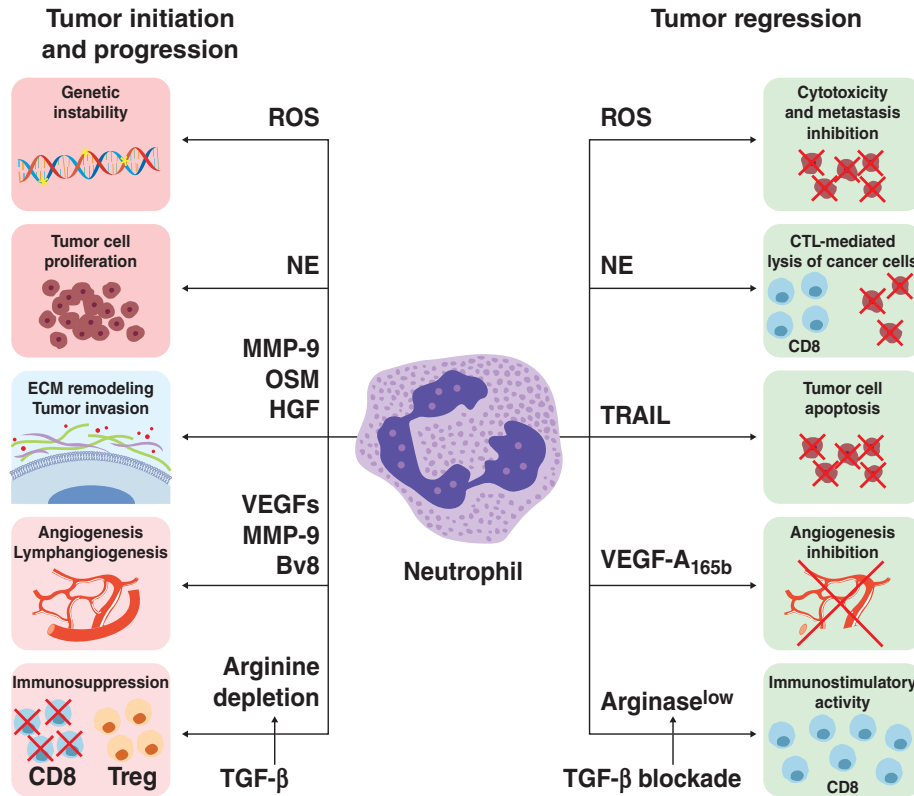 Tumor initiation
and progression
Tumor regression
Genetic
instability
ROS
ROS
Cytotoxicity
and metastasis
inhibition
Tumor cell
proliferation
NE
NE
CTL-mediated
lysis of cancer cells
CD8
ECM remodeling
Tumor invasion
MMP-9
OSM
HGF
TRAIL
Tumor cell
apoptosis
Angiogenesis
Lymphangiogenesis
VEGFs
MMP-9
Bv8
Neutrophil
VEGF-A165b
Angiogenesis
inhibition
Immunosuppression
CD8 Treg
Arginine
depletion
TGF-β
Arginaselow
TGF-β blockade
Immunostimulatory
activity
CD8